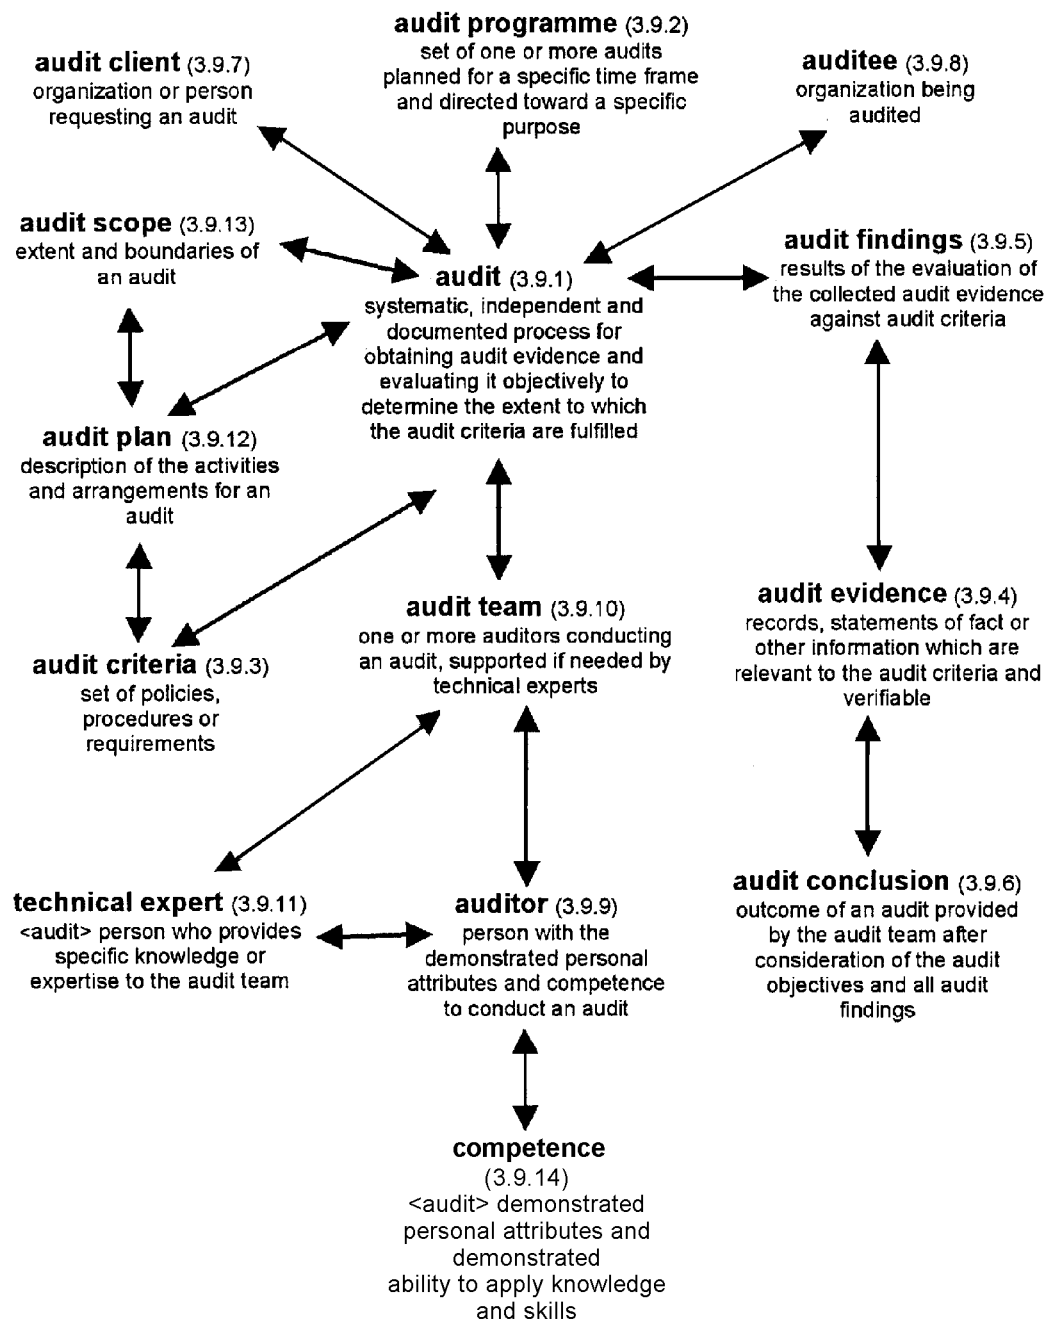 audit programme (3.9.2)
set of one or more audits
planned for a specific time frame
and directed toward a specific
purpose
audit client (3.9.7)
organization or person
requesting an audit
auditee (3.9.8)
organization being
audited
audit scope (3.9.13)
extent and boundaries of
an audit
audit (3.9.1)
systematic, independent and
documented process for
obtaining audit evidence and
evaluating it objectively to
determine the extent to which
the audit criteria are fulfilled
audit findings (3.9.5)
results of the evaluation of
the collected audit evidence
against audit criteria
audit plan (3.9.12)
description of the activities
and arrangements for an
audit
audit criteria (3.9.3)
set of policies,
procedures or
requirements
audit team (3.9.10)
one or more auditors conducting
an audit, supported if needed by
technical experts
audit evidence (3.9.4)
records, statements of fact or
other information which are
relevant to the audit criteria and
verifiable
technical expert (3.9.11)
<audit> person who provides
specific knowledge or
expertise to the audit team
auditor (3.9.9)
person with the
demonstrated personal
attributes and competence
to conduct an audit
audit conclusion (3.9.6)
outcome of an audit provided
by the audit team after
consideration of the audit
objectives and all audit
findings
competence
(3.9.14)
<audit> demonstrated
personal attributes and
demonstrated
ability to apply knowledge
and skills